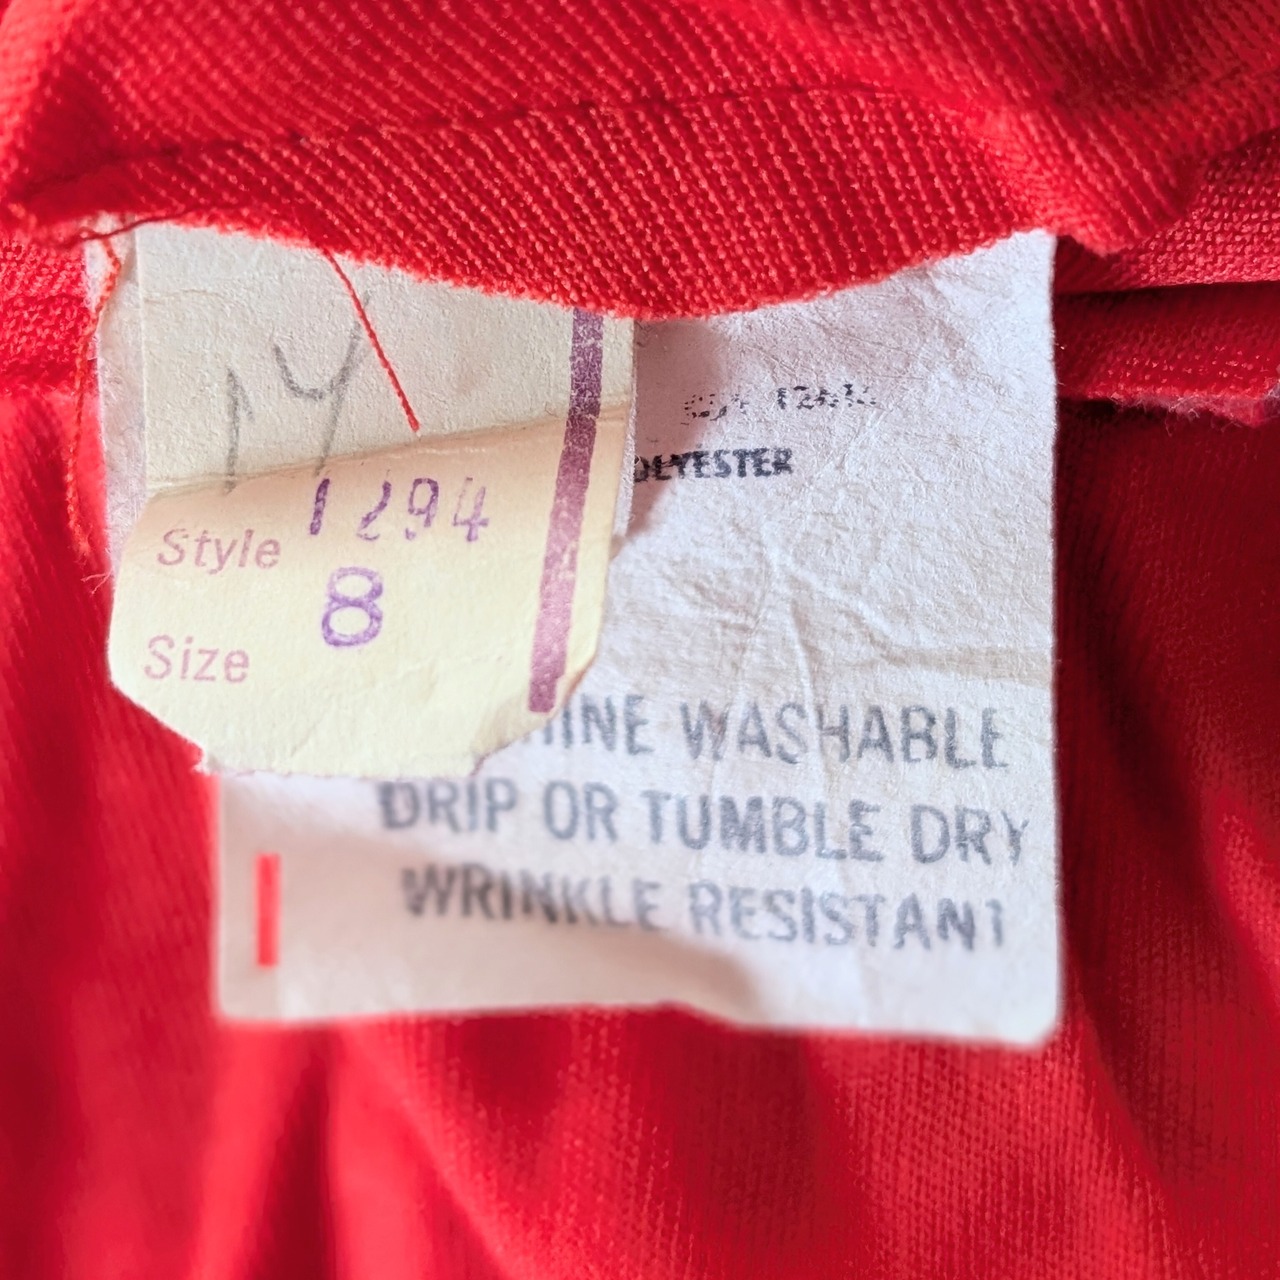 14
Style 1294
Size 8
OLYESTER
HINE WASHABLE
DRIP OR TUMBLE DRY
WRINKLE RESISTANT